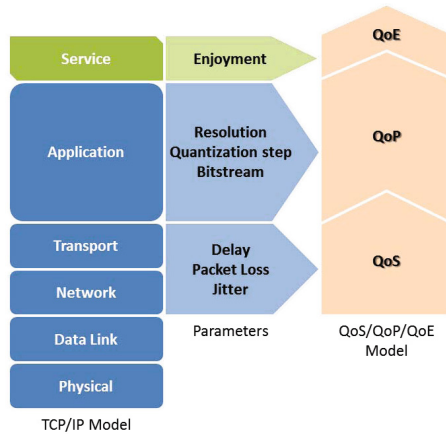 Service
Enjoyment
QoE
Application
Resolution
Quantization step
Bitstream
QoP
Transport
Network
Delay
Packet Loss
Jitter
QoS
Data Link
Physical
Parameters
QoS/QoP/QoE
Model
TCP/IP Model